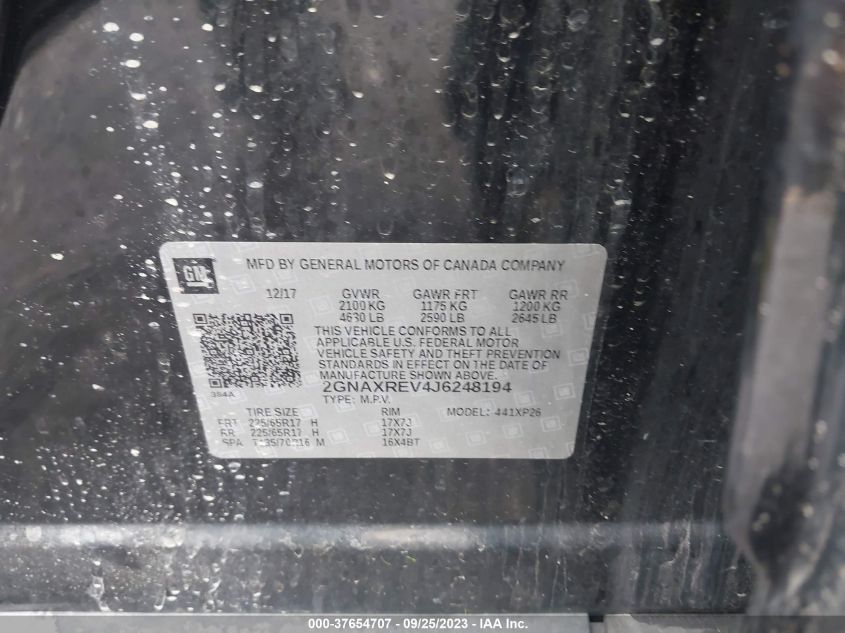 GM
MFD BY GENERAL MOTORS OF CANADA COMPANY
12/17 GVWR GAWR FRT GAWR RR
2100 KG 1175 KG 1200 KG
4630 LB 2590 LB 2645 LB
THIS VEHICLE CONFORMS TO ALL
APPLICABLE U.S. FEDERAL MOTOR
VEHICLE SAFETY AND THEFT PREVENTION
STANDARDS IN EFFECT ON THE DATE OF
MANUFACTURE SHOWN ABOVE.
384A 2GNAXREV4J6248194
TYPE: M.P.V.
TIRE SIZE RIM MODEL: 441XP26
FRT 225/65R17 H 17X7J
RR 225/65R17 H 17X7J
SPA T135/70R16 M 16X4BT
000-37654707 - 09/25/2023 - IAA Inc.